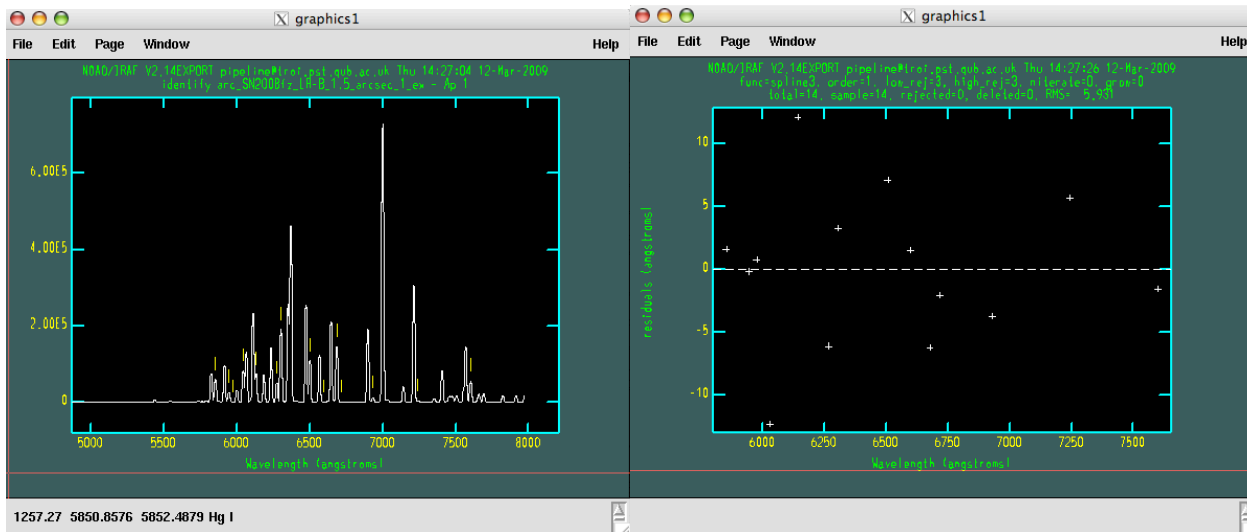 graphics1
File Edit Page Window Help
NOAO/IRAF V2.14EXPORT pipeline@troi.pst.qub.ac.uk Thu 14:27:04 12-Mar-2009
identify arc_SN2008iz_LH-B_1.5_arcsec_1_ex - Ap 1
6.00E5
4.00E5
2.00E5
0
5000 5500 6000 6500 7000 7500 8000
Wavelength (angstroms)
1257.27 5850.8576 5852.4879 Hg I
graphics1
File Edit Page Window Help
NOAO/IRAF V2.14EXPORT pipeline@troi.pst.qub.ac.uk Thu 14:27:26 12-Mar-2009
func=spline3, order=1, low_rej=3, high_rej=3, niterate=0, grow=0
total=14, sample=14, rejected=0, deleted=0, RMS= 5.931
residuals (angstroms)
10
5
0
-5
-10
6000 6250 6500 6750 7000 7250 7500
Wavelength (angstroms)